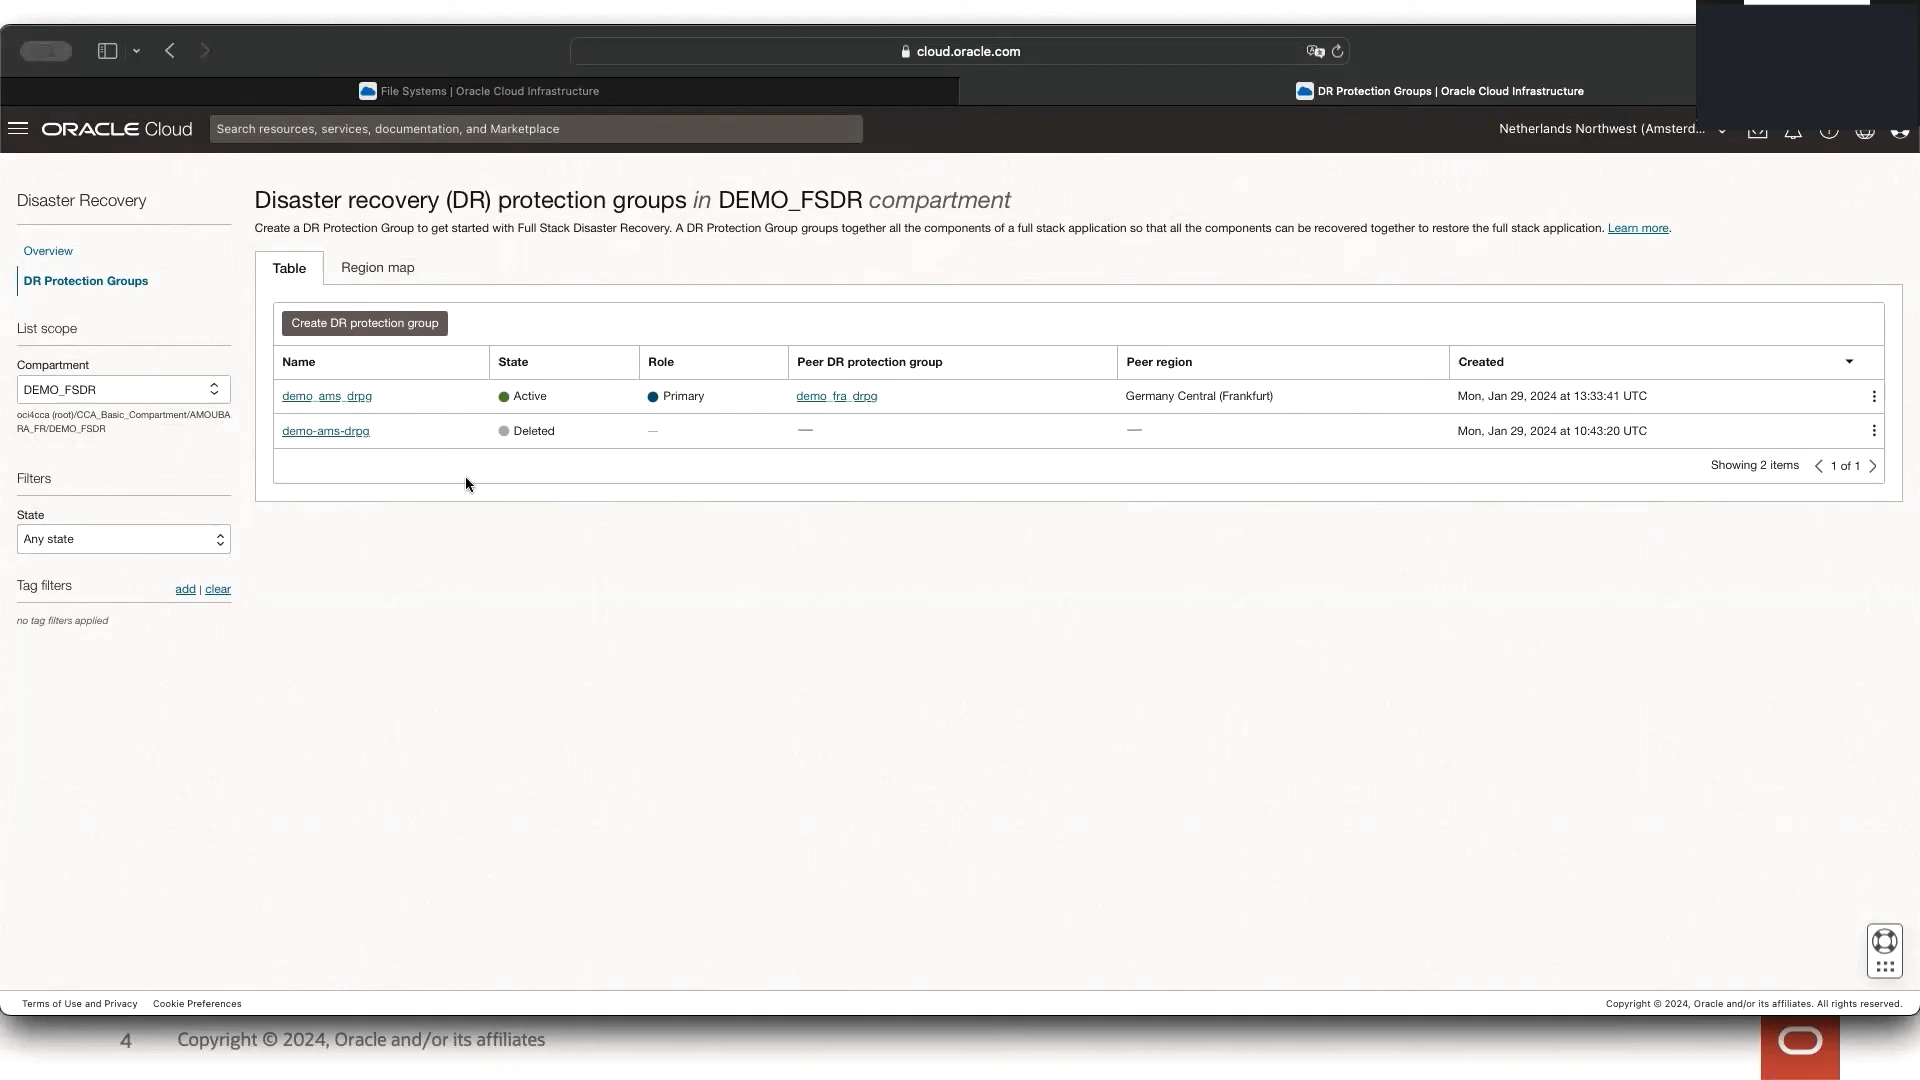 cloud.oracle.com
File Systems | Oracle Cloud Infrastructure
DR Protection Groups | Oracle Cloud Infrastructure
ORACLE Cloud
Search resources, services, documentation, and Marketplace
Netherlands Northwest (Amsterd...
Disaster Recovery
Overview
DR Protection Groups
List scope
Compartment
DEMO_FSDR
oci4cca (root)/CCA_Basic_Compartment/AMOUBA
RA_FR/DEMO_FSDR
Filters
State
Any state
Tag filters
add | clear
no tag filters applied
Disaster recovery (DR) protection groups in DEMO_FSDR compartment
Create a DR Protection Group to get started with Full Stack Disaster Recovery. A DR Protection Group groups together all the components of a full stack application so that all the components can be recovered together to restore the full stack application. Learn more.
Table
Region map
Create DR protection group
Name State Role Peer DR protection group Peer region Created
demo_ams_drpg Active Primary demo_fra_drpg Germany Central (Frankfurt) Mon, Jan 29, 2024 at 13:33:41 UTC
demo-ams-drpg Deleted — — — Mon, Jan 29, 2024 at 10:43:20 UTC
Showing 2 items 1 of 1
Terms of Use and Privacy Cookie Preferences
Copyright © 2024, Oracle and/or its affiliates. All rights reserved.
4 Copyright © 2024, Oracle and/or its affiliates